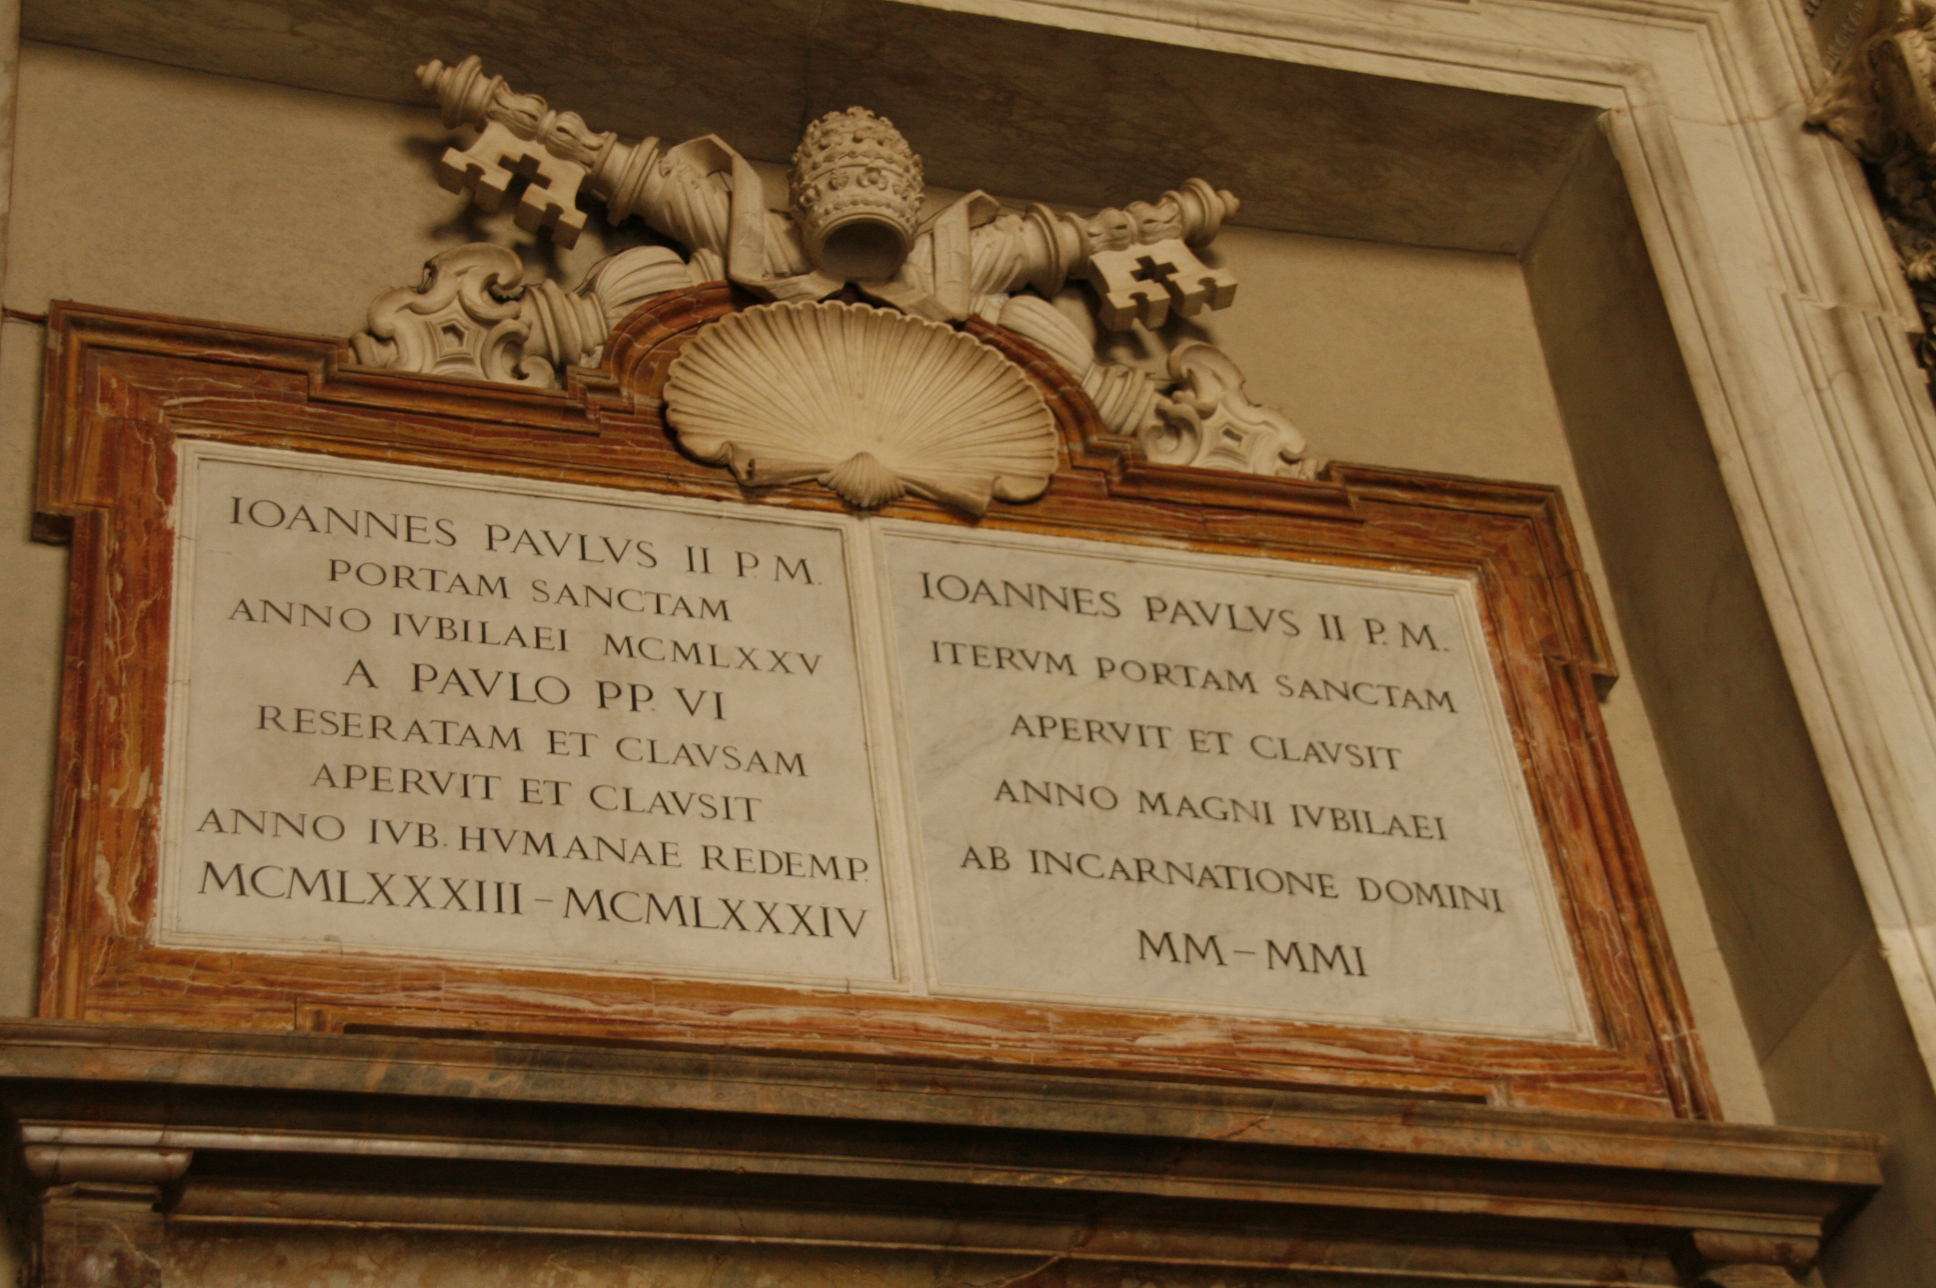 IOANNES PAVLVS II P. M.
PORTAM SANCTAM
ANNO IVBILAEI MCMLXXV
A PAVLO PP. VI
RESERATAM ET CLAVSAM
APERVIT ET CLAVSIT
ANNO IVB. HVMANAE REDEMP.
MCMLXXXIII – MCMLXXXIV
IOANNES PAVLVS II P. M.
ITERVM PORTAM SANCTAM
APERVIT ET CLAVSIT
ANNO MAGNI IVBILAEI
AB INCARNATIONE DOMINI
MM – MMI